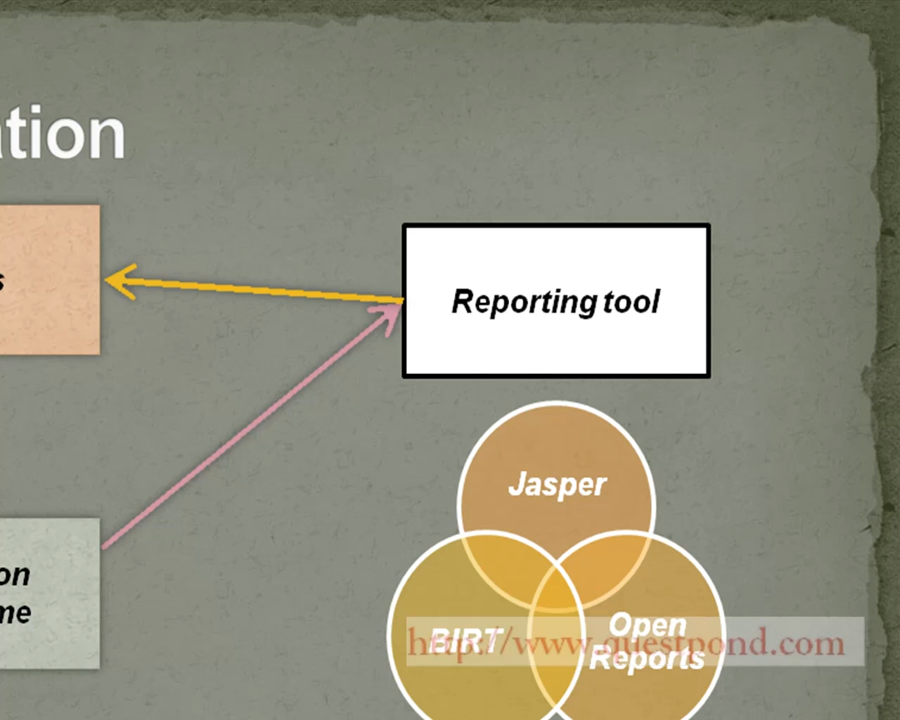 ation
s
Reporting tool
Jasper
on
me
BIRT
Open
Reports
http://www.questpond.com